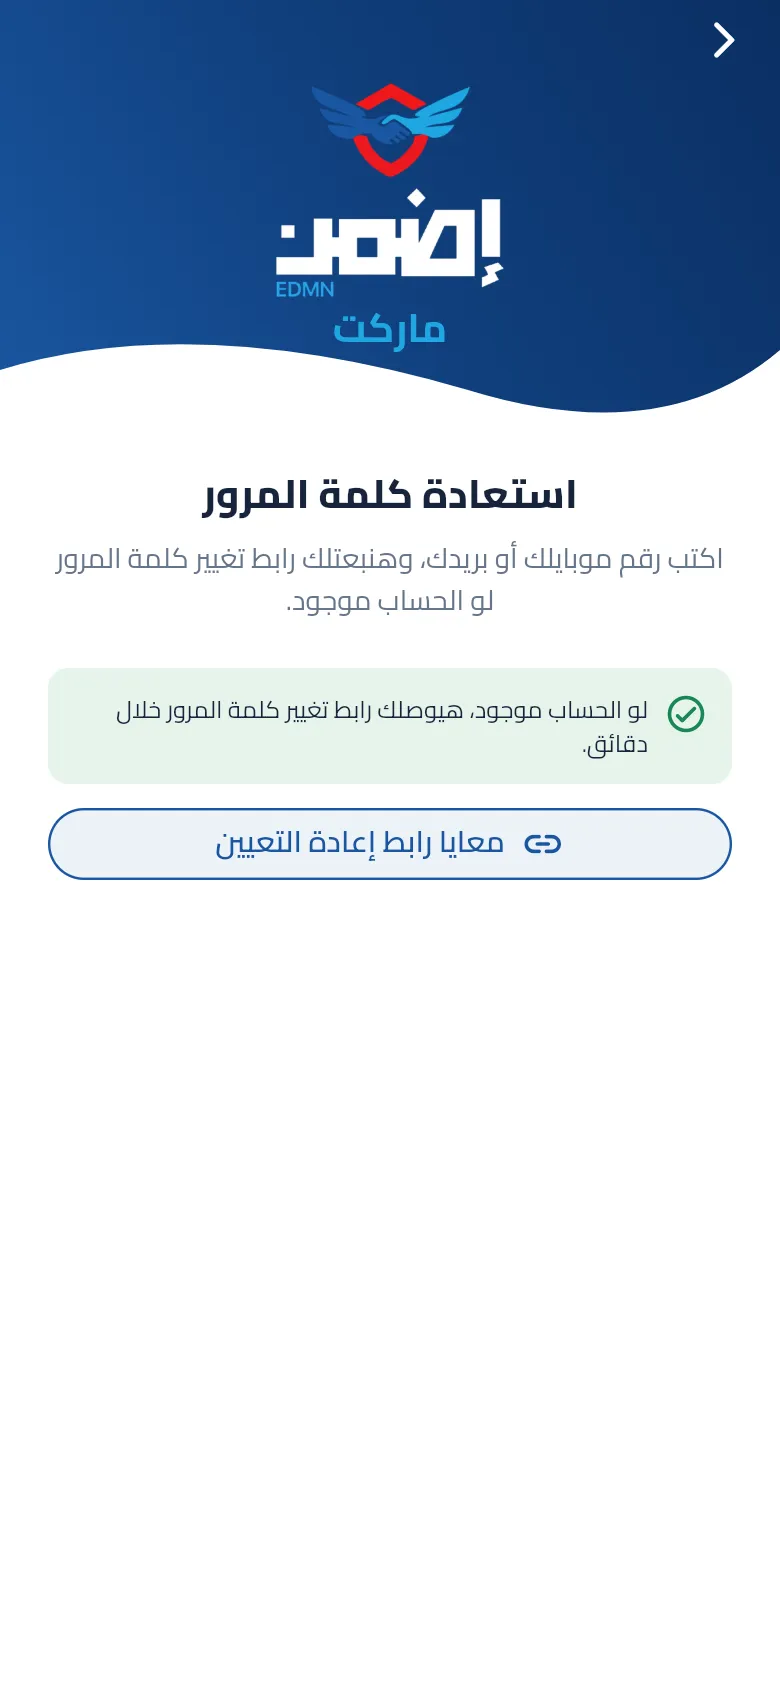 إضمن
EDMN
ماركت
استعادة كلمة المرور
اكتب رقم موبايلك أو بريدك، وهنبعتلك رابط تغيير كلمة المرور
لو الحساب موجود.
لو الحساب موجود، هيوصلك رابط تغيير كلمة المرور خلال
دقائق.
معايا رابط إعادة التعيين